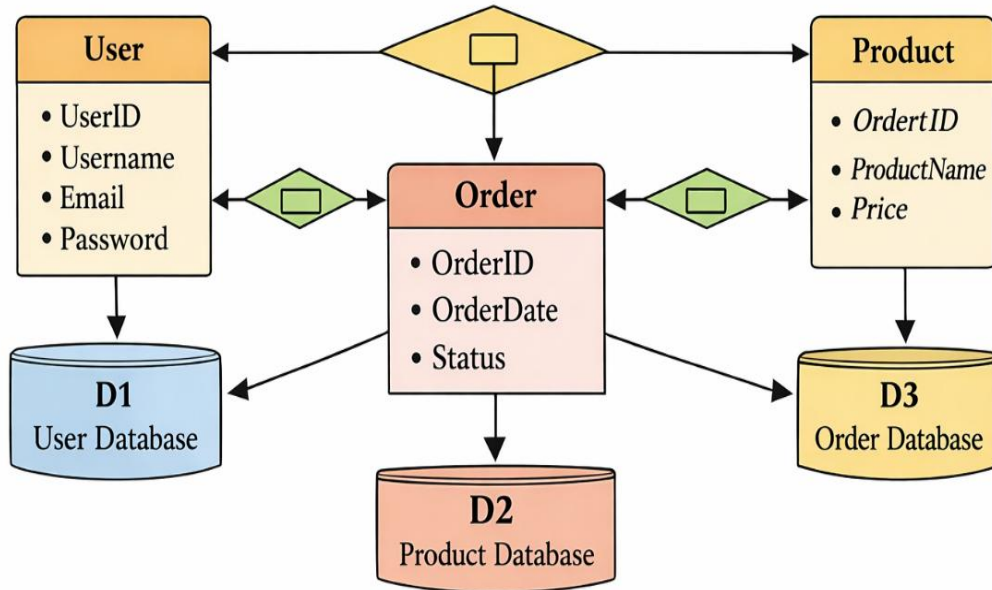 User
• UserID
• Username
• Email
• Password
Product
• OrdertID
• ProductName
• Price
Order
• OrderID
• OrderDate
• Status
D1
User Database
D2
Product Database
D3
Order Database